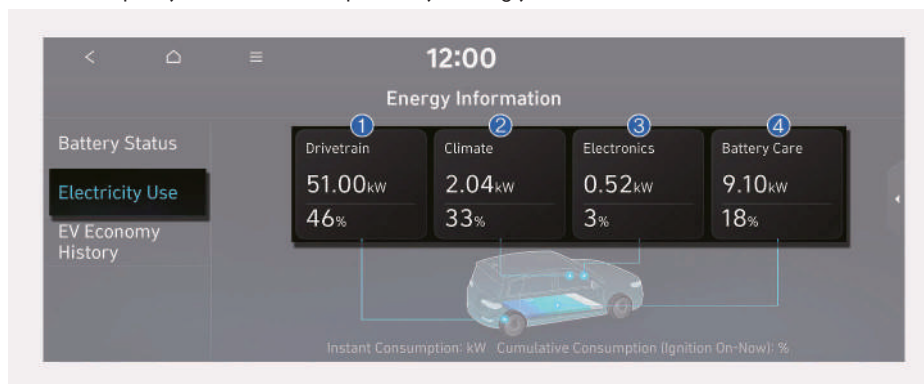 12:00
Energy Information
Battery Status
Electricity Use
EV Economy
History
1 2 3 4
Drivetrain Climate Electronics Battery Care
51.00kW 2.04kW 0.52kW 9.10kW
46% 33% 3% 18%
Instant Consumption: kW Cumulative Consumption (Ignition On-Now): %